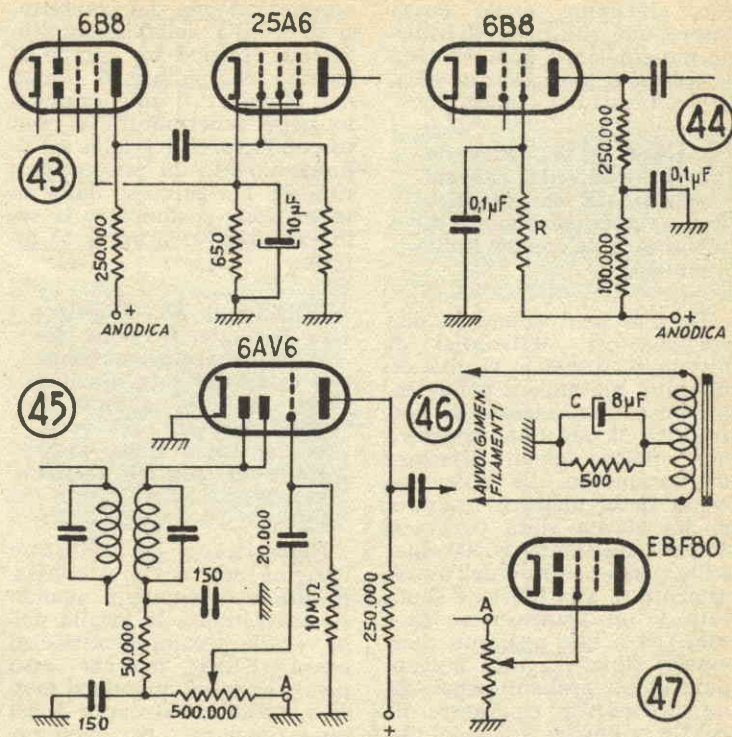 6B8
25A6
43
250.000
+
ANODICA
650
10µF
6B8
44
250.000
0,1µF
0,1µF
R
100.000
+
ANODICA
45
6AV6
20.000
150
50.000
10MΩ
250.000
150
500.000
A
+
46
AVVOLGIMEN.
FILAMENTI
C
8µF
500
EBF80
A
47